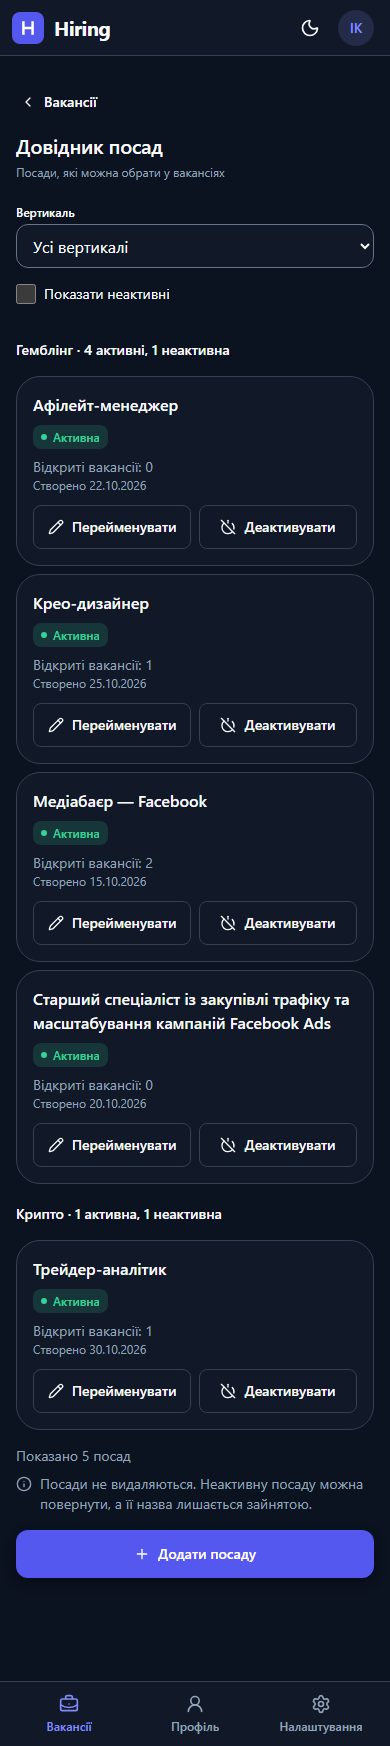 H Hiring
ІК
Вакансії
Довідник посад
Посади, які можна обрати у вакансіях
Вертикаль
Усі вертикалі
Показати неактивні
Гемблінг · 4 активні, 1 неактивна
Афілейт-менеджер
Активна
Відкриті вакансії: 0
Створено 22.10.2026
Перейменувати
Деактивувати
Крео-дизайнер
Активна
Відкриті вакансії: 1
Створено 25.10.2026
Перейменувати
Деактивувати
Медіабаєр — Facebook
Активна
Відкриті вакансії: 2
Створено 15.10.2026
Перейменувати
Деактивувати
Старший спеціаліст із закупівлі трафіку та
масштабування кампаній Facebook Ads
Активна
Відкриті вакансії: 0
Створено 20.10.2026
Перейменувати
Деактивувати
Крипто · 1 активна, 1 неактивна
Трейдер-аналітик
Активна
Відкриті вакансії: 1
Створено 30.10.2026
Перейменувати
Деактивувати
Показано 5 посад
Посади не видаляються. Неактивну посаду можна
повернути, а її назва лишається зайнятою.
Додати посаду
Вакансії
Профіль
Налаштування